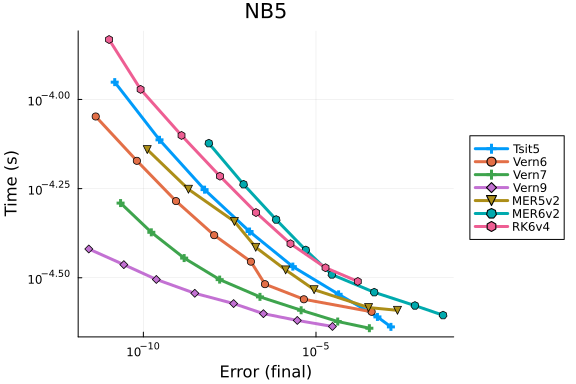 NB5
Time (s)
10^-4.00
10^-4.25
10^-4.50
10^-10
10^-5
Error (final)
Tsit5
Vern6
Vern7
Vern9
MER5v2
MER6v2
RK6v4